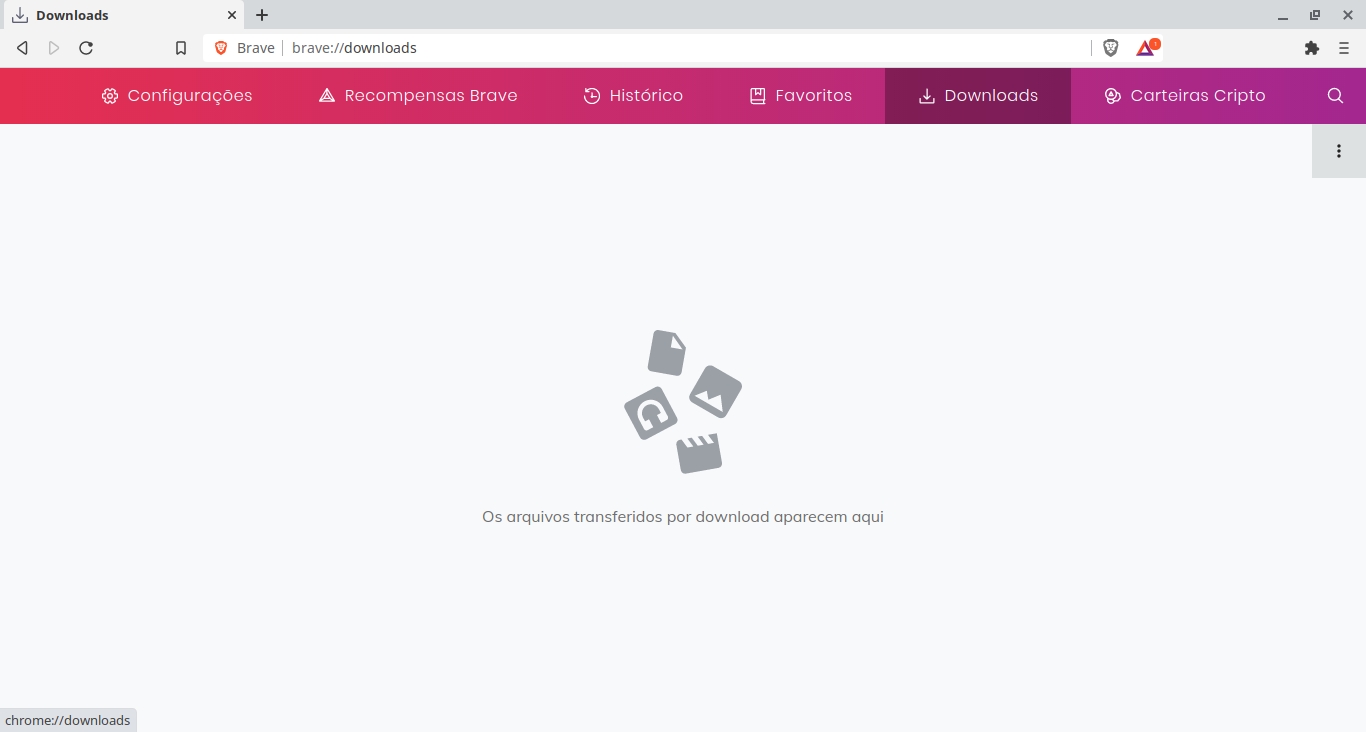 Downloads
Brave
brave://downloads
Configurações
Recompensas Brave
Histórico
Favoritos
Downloads
Carteiras Cripto
Os arquivos transferidos por download aparecem aqui
chrome://downloads